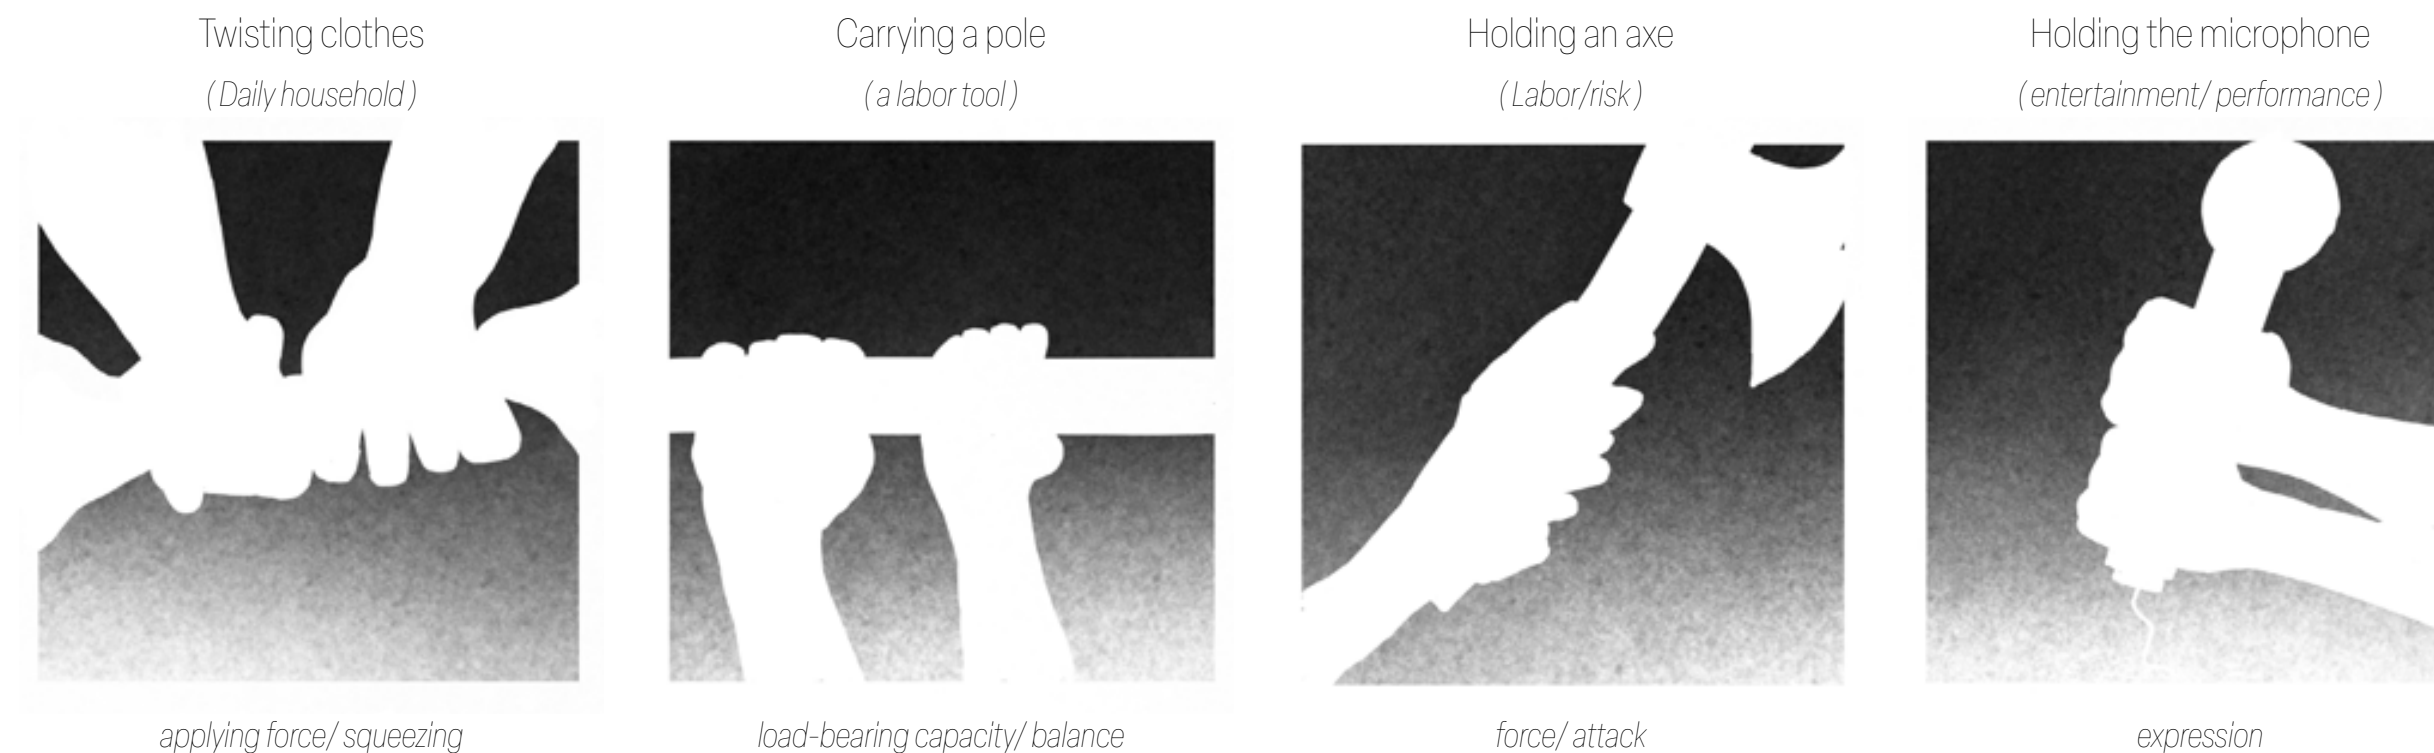 Twisting clothes
( Daily household )
applying force/ squeezing
Carrying a pole
( a labor tool )
load-bearing capacity/ balance
Holding an axe
( Labor/risk )
force/ attack
Holding the microphone
( entertainment/ performance )
expression